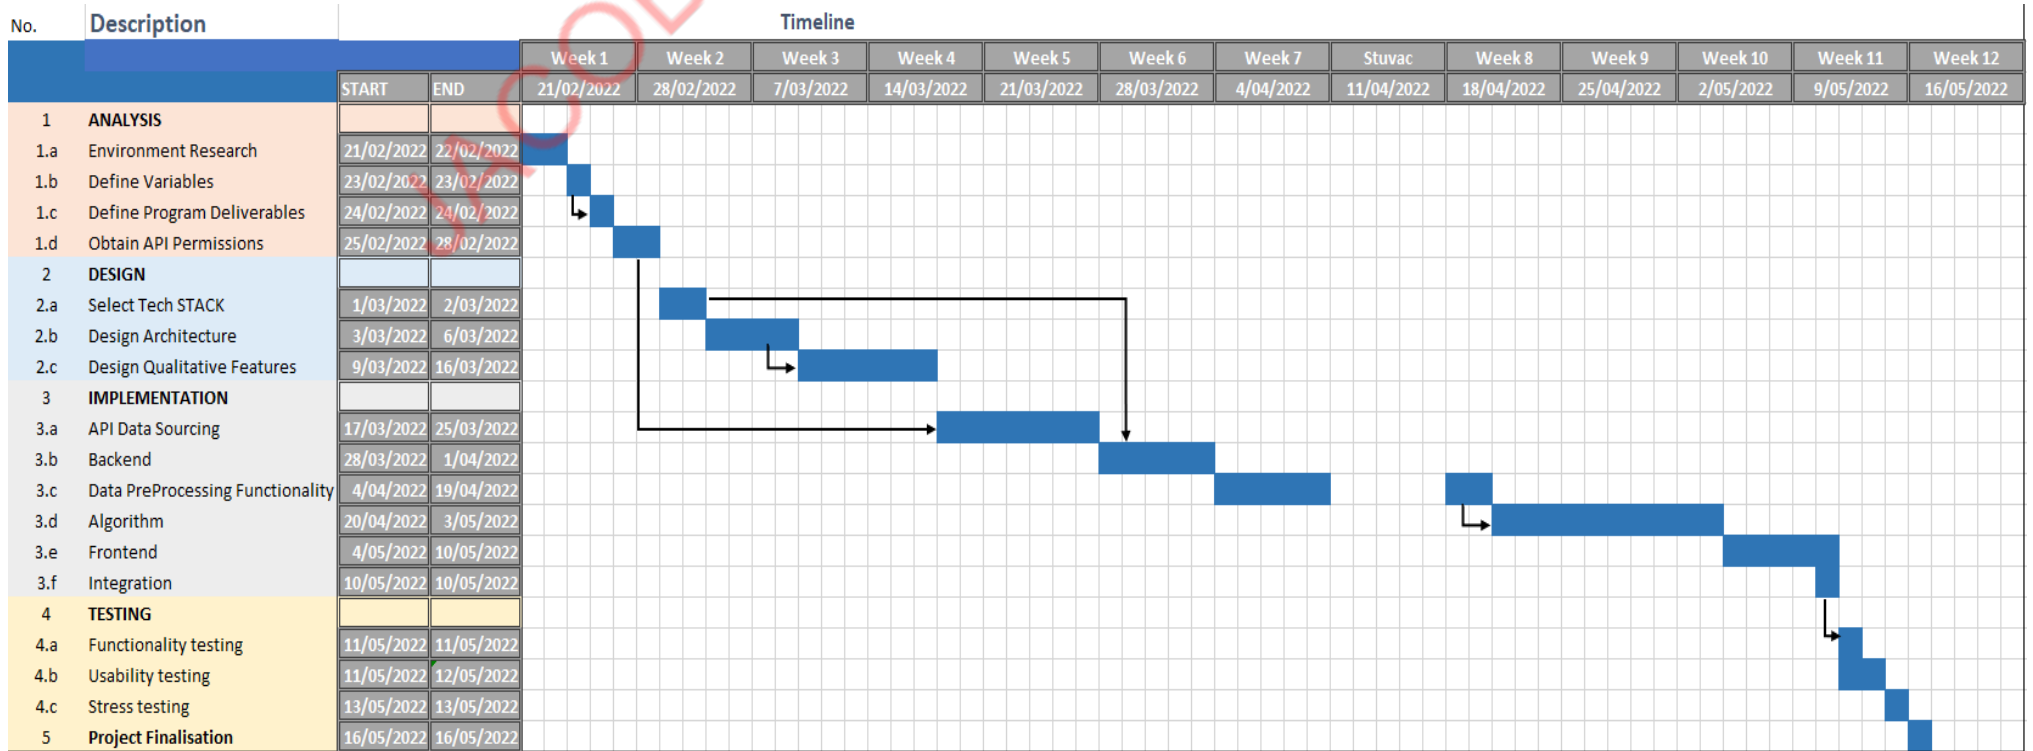 No. Description Timeline
Week 1 Week 2 Week 3 Week 4 Week 5 Week 6 Week 7 Stuvac Week 8 Week 9 Week 10 Week 11 Week 12
START END 21/02/2022 28/02/2022 7/03/2022 14/03/2022 21/03/2022 28/03/2022 4/04/2022 11/04/2022 18/04/2022 25/04/2022 2/05/2022 9/05/2022 16/05/2022
1 ANALYSIS
1.a Environment Research 21/02/2022 22/02/2022
1.b Define Variables 23/02/2022 23/02/2022
1.c Define Program Deliverables 24/02/2022 24/02/2022
1.d Obtain API Permissions 25/02/2022 28/02/2022
2 DESIGN
2.a Select Tech STACK 1/03/2022 2/03/2022
2.b Design Architecture 3/03/2022 6/03/2022
2.c Design Qualitative Features 9/03/2022 16/03/2022
3 IMPLEMENTATION
3.a API Data Sourcing 17/03/2022 25/03/2022
3.b Backend 28/03/2022 1/04/2022
3.c Data PreProcessing Functionality 4/04/2022 19/04/2022
3.d Algorithm 20/04/2022 3/05/2022
3.e Frontend 4/05/2022 10/05/2022
3.f Integration 10/05/2022 10/05/2022
4 TESTING
4.a Functionality testing 11/05/2022 11/05/2022
4.b Usability testing 11/05/2022 12/05/2022
4.c Stress testing 13/05/2022 13/05/2022
5 Project Finalisation 16/05/2022 16/05/2022